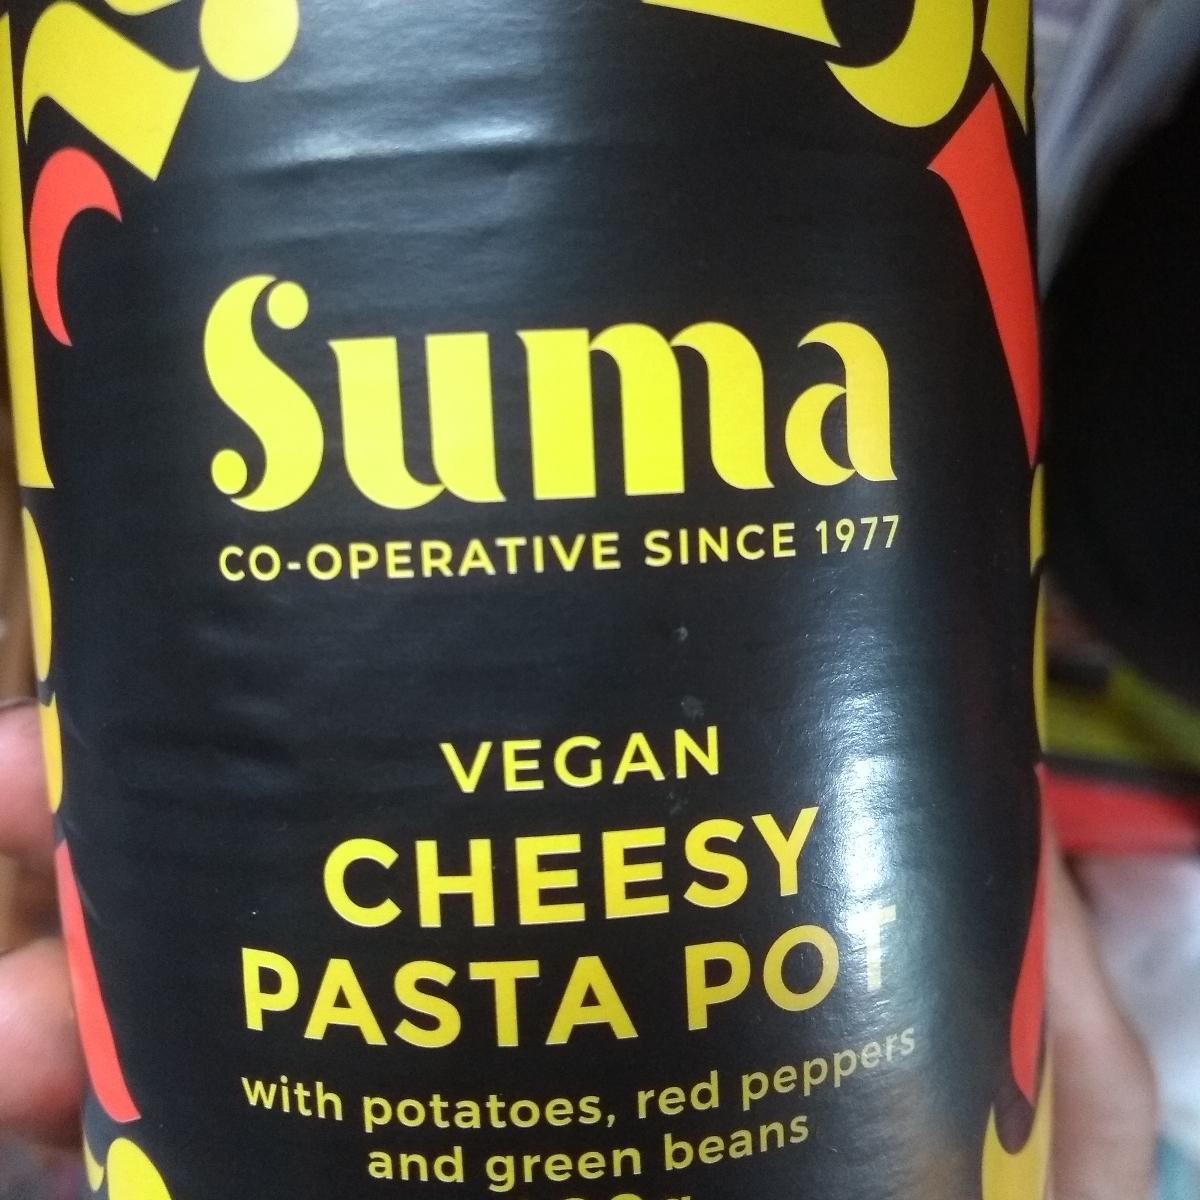 Suma
CO-OPERATIVE SINCE 1977
VEGAN
CHEESY
PASTA POT
with potatoes, red peppers
and green beans